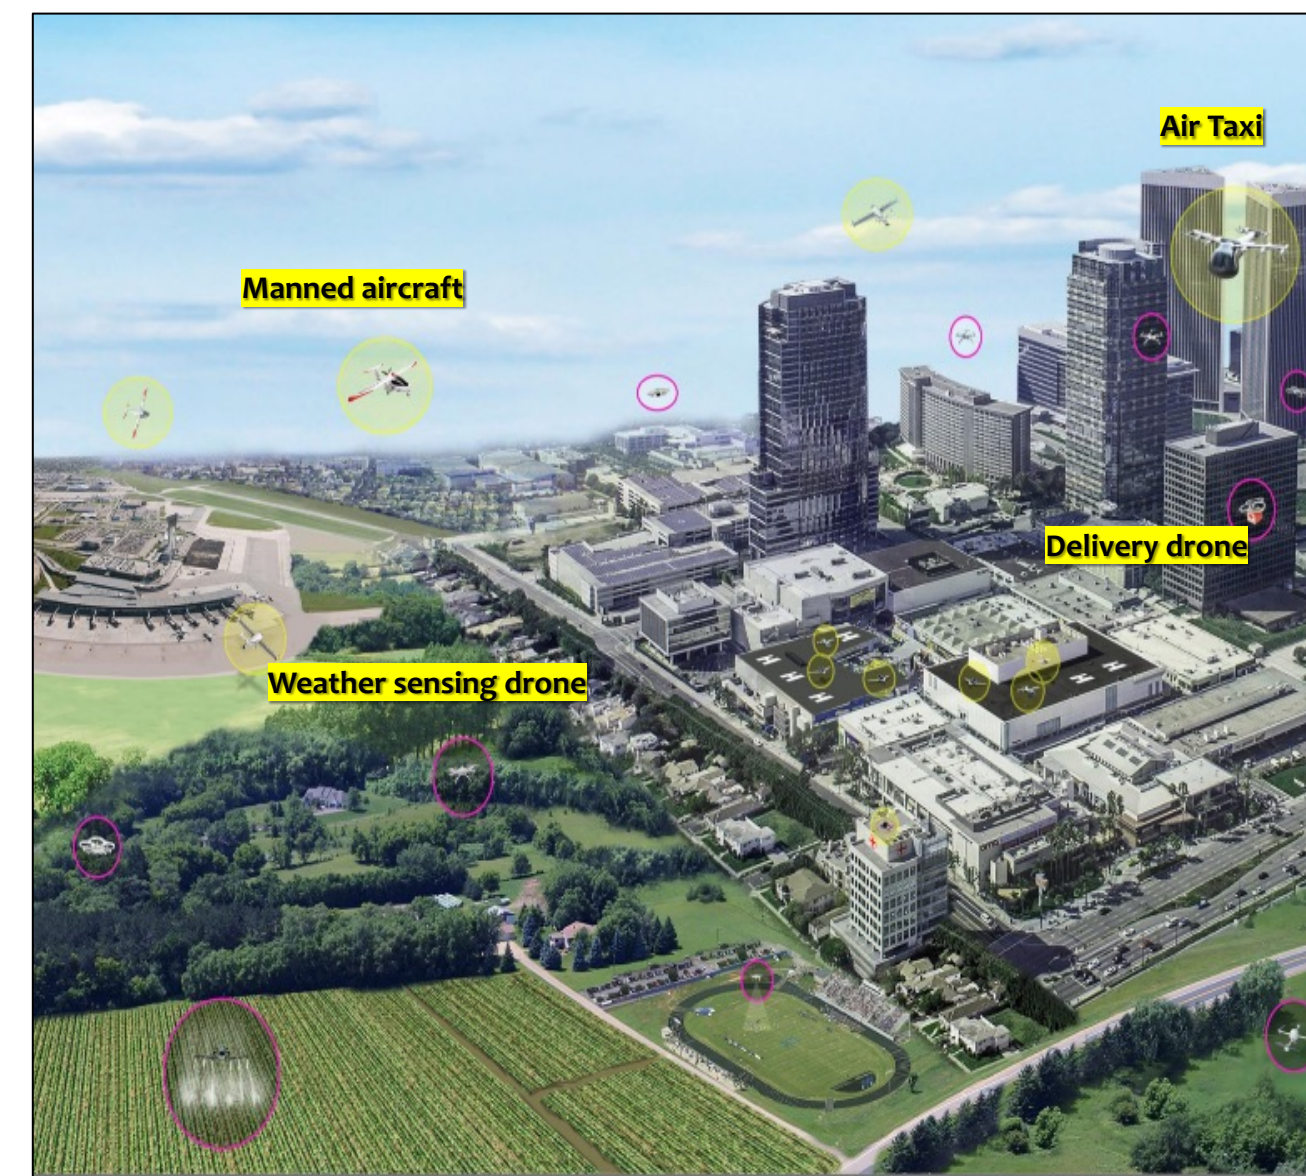 Air Taxi
Manned aircraft
Delivery drone
Weather sensing drone
H
H
H
H
H
H